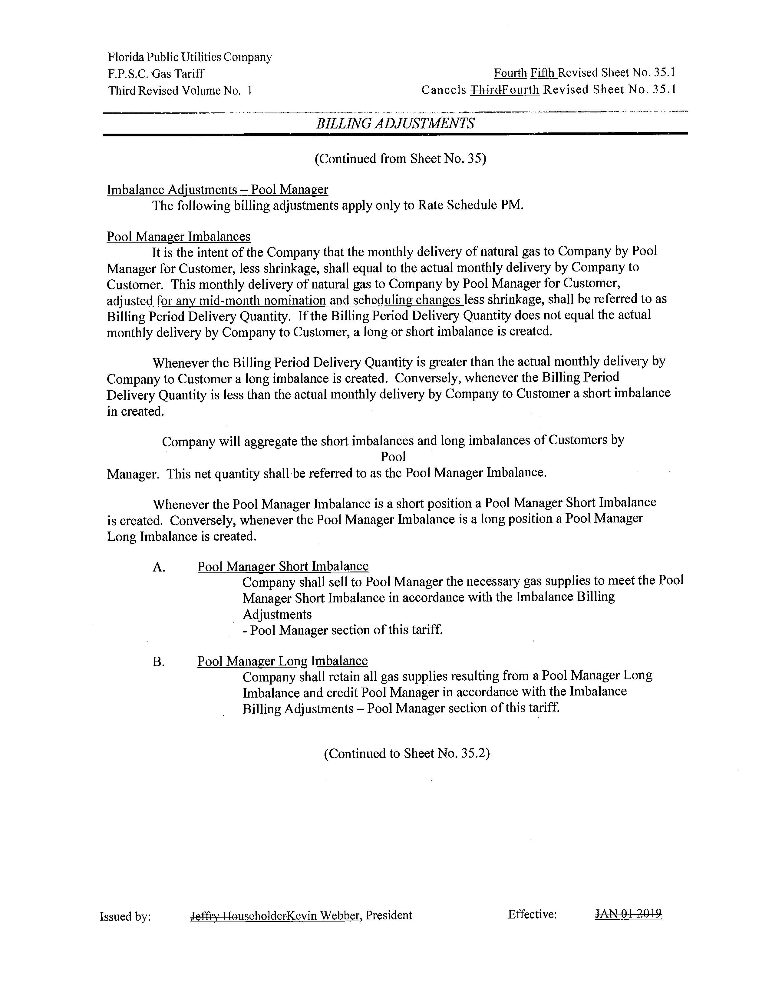 Florida Public Utilities Company
F.P.S.C. Gas Tariff
Fourth Fifth Revised Sheet No. 35.1
Third Revised Volume No. 1
Cancels ThirdFourth Revised Sheet No. 35.1
BILLING ADJUSTMENTS
(Continued from Sheet No. 35)
Imbalance Adjustments – Pool Manager
The following billing adjustments apply only to Rate Schedule PM.
Pool Manager Imbalances
It is the intent of the Company that the monthly delivery of natural gas to Company by Pool
Manager for Customer, less shrinkage, shall equal to the actual monthly delivery by Company to
Customer. This monthly delivery of natural gas to Company by Pool Manager for Customer,
adjusted for any mid-month nomination and scheduling changes less shrinkage, shall be referred to as
Billing Period Delivery Quantity. If the Billing Period Delivery Quantity does not equal the actual
monthly delivery by Company to Customer, a long or short imbalance is created.
Whenever the Billing Period Delivery Quantity is greater than the actual monthly delivery by
Company to Customer a long imbalance is created. Conversely, whenever the Billing Period
Delivery Quantity is less than the actual monthly delivery by Company to Customer a short imbalance
in created.
Company will aggregate the short imbalances and long imbalances of Customers by
Pool
Manager. This net quantity shall be referred to as the Pool Manager Imbalance.
Whenever the Pool Manager Imbalance is a short position a Pool Manager Short Imbalance
is created. Conversely, whenever the Pool Manager Imbalance is a long position a Pool Manager
Long Imbalance is created.
A. Pool Manager Short Imbalance
Company shall sell to Pool Manager the necessary gas supplies to meet the Pool
Manager Short Imbalance in accordance with the Imbalance Billing
Adjustments
- Pool Manager section of this tariff.
B. Pool Manager Long Imbalance
Company shall retain all gas supplies resulting from a Pool Manager Long
Imbalance and credit Pool Manager in accordance with the Imbalance
Billing Adjustments – Pool Manager section of this tariff.
(Continued to Sheet No. 35.2)
Issued by: Jeffry HouseholderKevin Webber, President Effective: JAN 01 2019